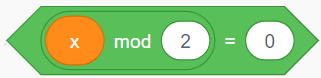 x mod 2 = 0